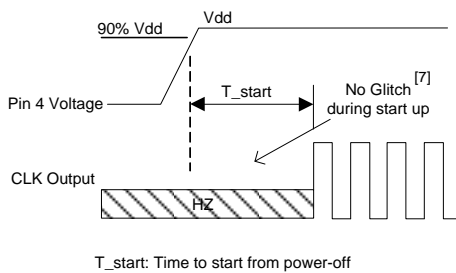 Vdd
90% Vdd
T_start
No Glitch [7]
during start up
Pin 4 Voltage
CLK Output
HZ
T_start: Time to start from power-off